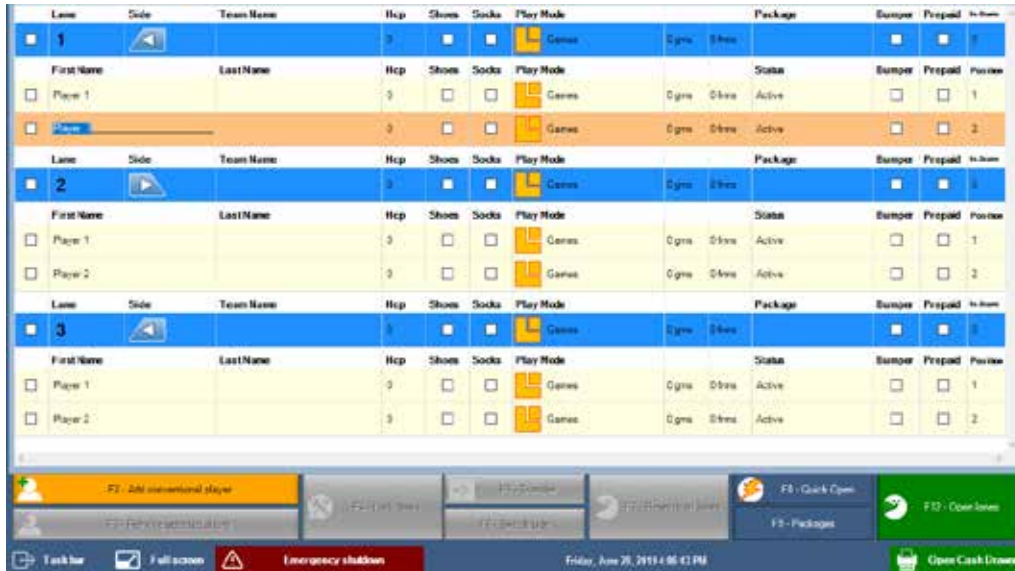 Lane Side Team Name Hcp Shoes Socks Play Mode Package Bumper Prepaid
1 0 Games 0 gms 0 frms
First Name Last Name Hcp Shoes Socks Play Mode Status Bumper Prepaid Position
Player 1 0 Games 0 gms 0 frms Active 1
Player 0 Games 0 gms 0 frms Active 2
Lane Side Team Name Hcp Shoes Socks Play Mode Package Bumper Prepaid
2 Games 0 gms 0 frms
First Name Last Name Hcp Shoes Socks Play Mode Status Bumper Prepaid Position
Player 1 0 Games 0 gms 0 frms Active 1
Player 2 0 Games 0 gms 0 frms Active 2
Lane Side Team Name Hcp Shoes Socks Play Mode Package Bumper Prepaid
3 Games 0 gms 0 frms
First Name Last Name Hcp Shoes Socks Play Mode Status Bumper Prepaid Position
Player 1 0 Games 0 gms 0 frms Active 1
Player 2 0 Games 0 gms 0 frms Active 2
F2 - Add conventional player
F8 - Quick Open
F9 - Packages
F12 - Open lanes
Taskbar Full screen Emergency shutdown Friday, June 28, 2019 Open Cash Drawer